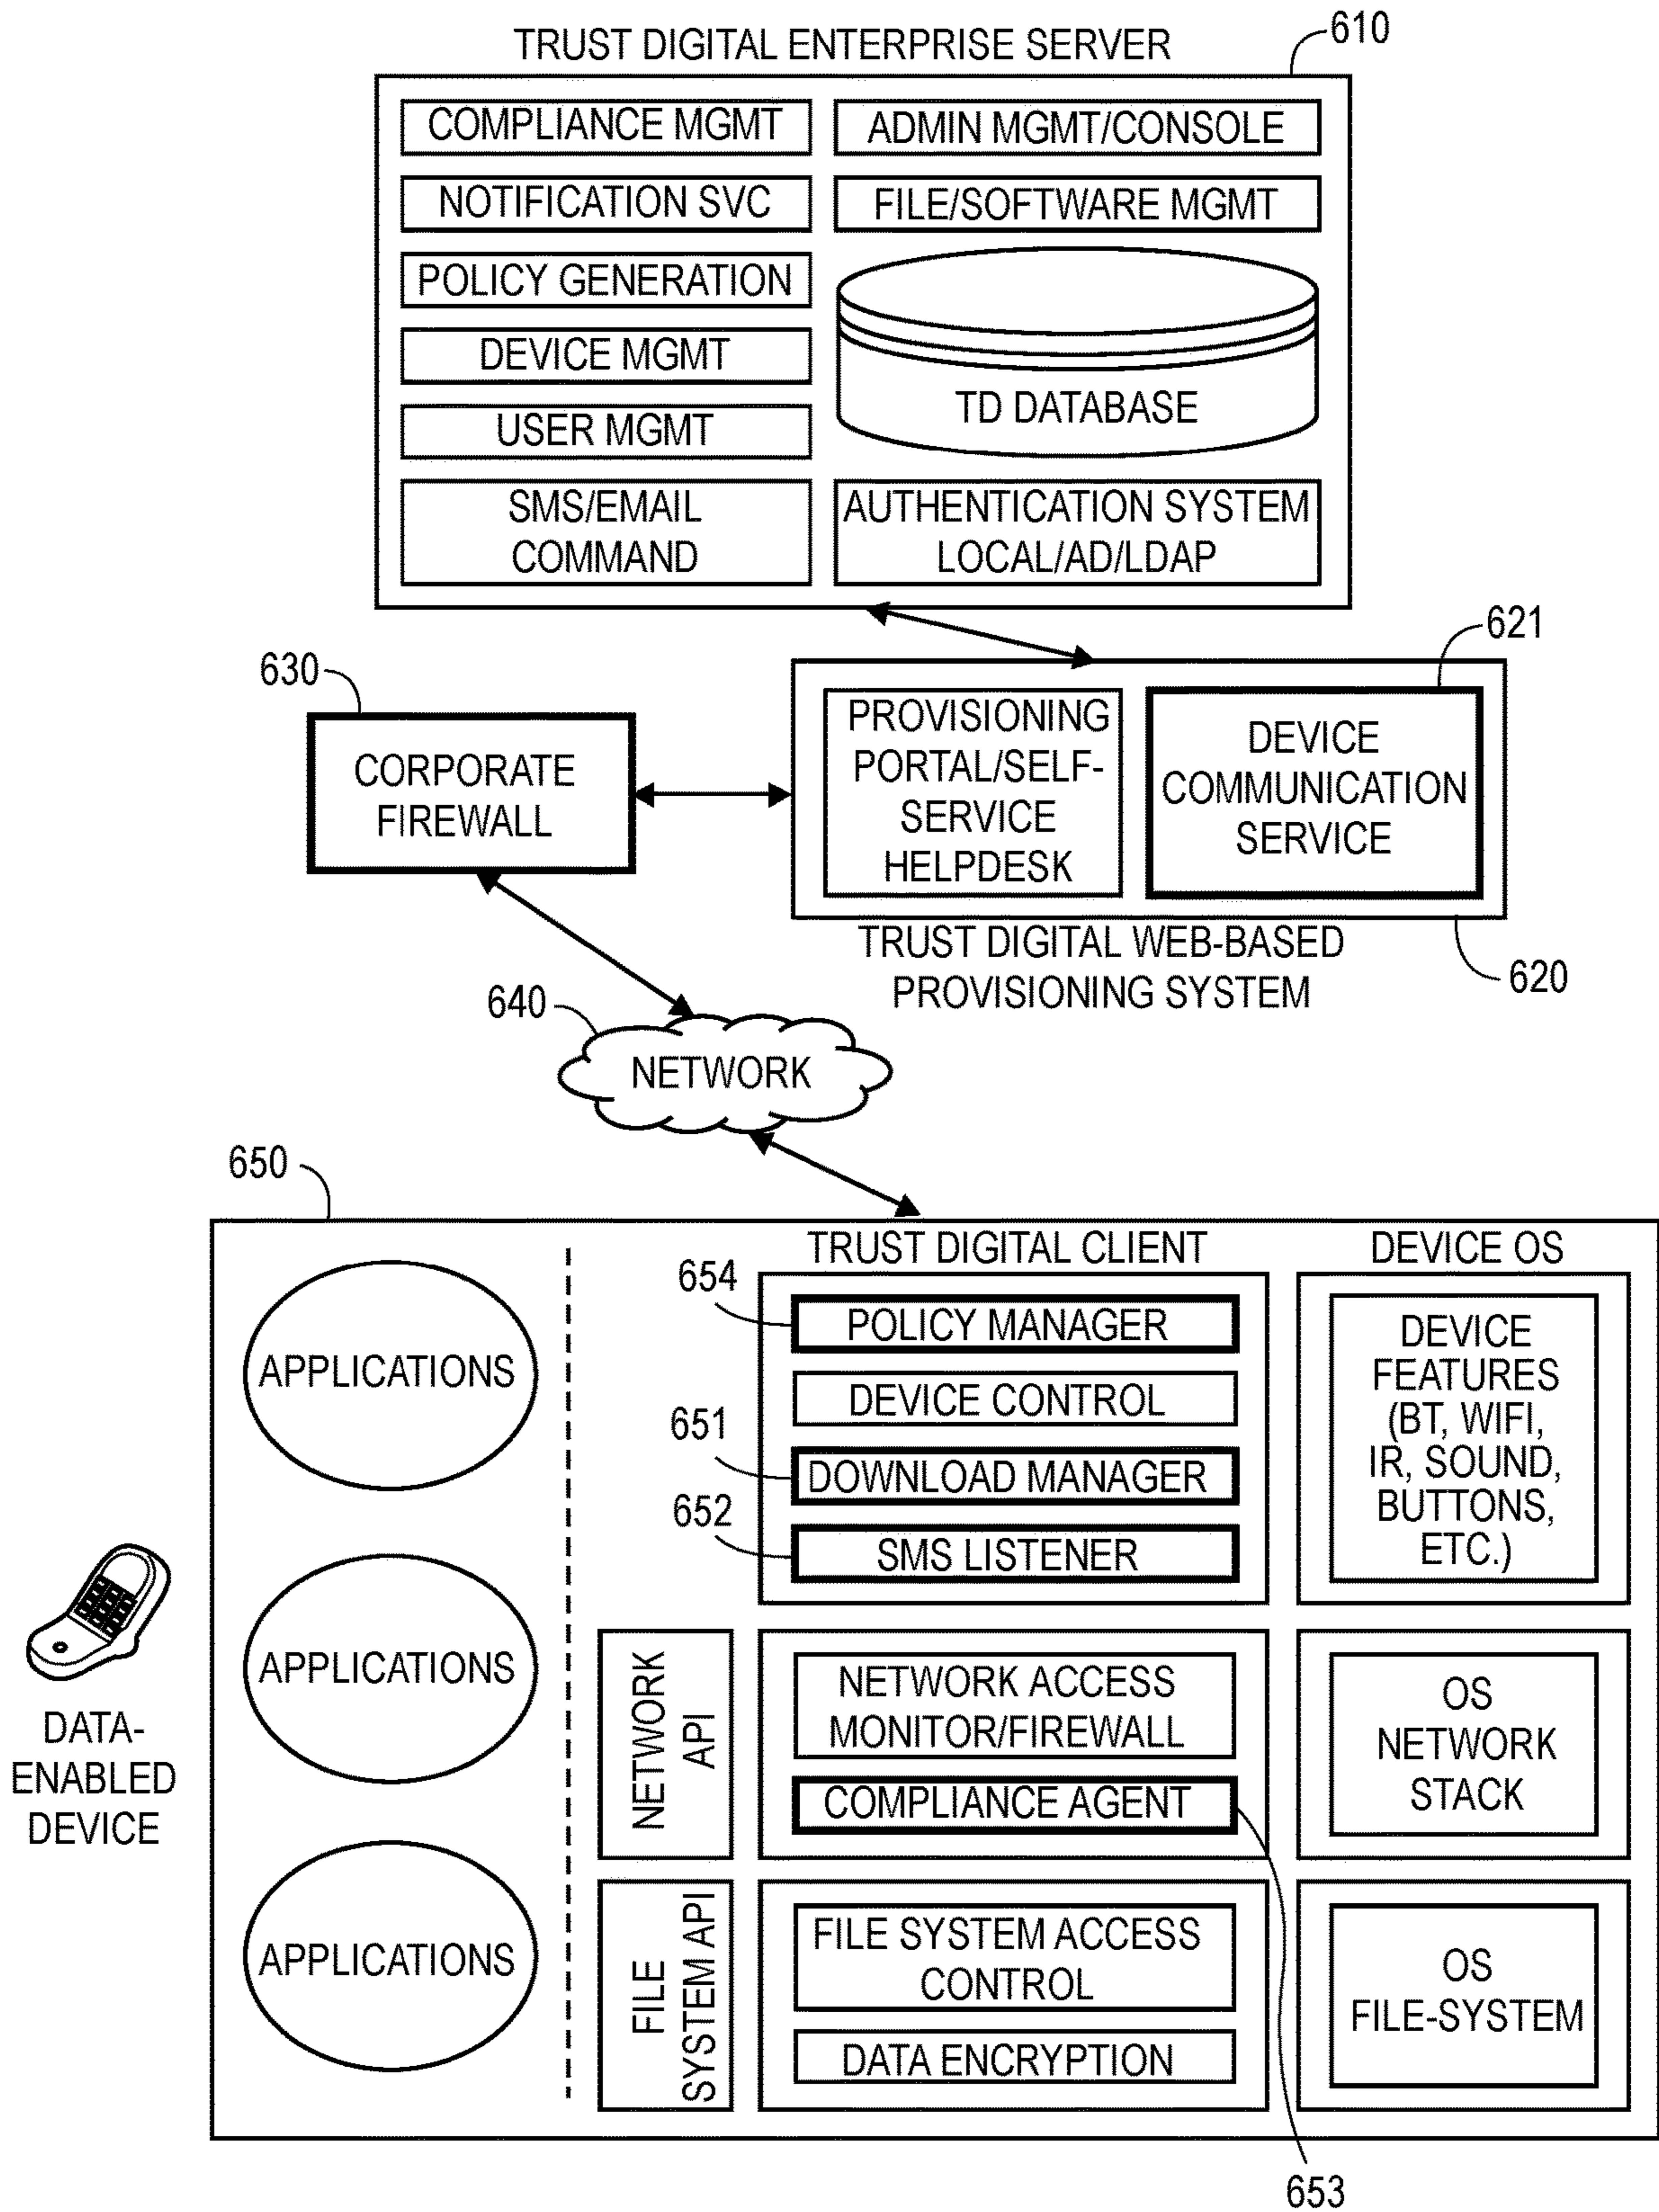 TRUST DIGITAL ENTERPRISE SERVER
610
COMPLIANCE MGMT
ADMIN MGMT/CONSOLE
NOTIFICATION SVC
FILE/SOFTWARE MGMT
POLICY GENERATION
DEVICE MGMT
TD DATABASE
USER MGMT
SMS/EMAIL
COMMAND
AUTHENTICATION SYSTEM
LOCAL/AD/LDAP
621
630
CORPORATE
FIREWALL
PROVISIONING
PORTAL/SELF-
SERVICE
HELPDESK
DEVICE
COMMUNICATION
SERVICE
TRUST DIGITAL WEB-BASED
PROVISIONING SYSTEM
620
640
NETWORK
650
APPLICATIONS
APPLICATIONS
APPLICATIONS
DATA-
ENABLED
DEVICE
TRUST DIGITAL CLIENT
654
POLICY MANAGER
DEVICE CONTROL
651
DOWNLOAD MANAGER
652
SMS LISTENER
DEVICE OS
DEVICE
FEATURES
(BT, WIFI,
IR, SOUND,
BUTTONS,
ETC.)
NETWORK
API
NETWORK ACCESS
MONITOR/FIREWALL
COMPLIANCE AGENT
OS
NETWORK
STACK
FILE
SYSTEM API
FILE SYSTEM ACCESS
CONTROL
DATA ENCRYPTION
OS
FILE-SYSTEM
653